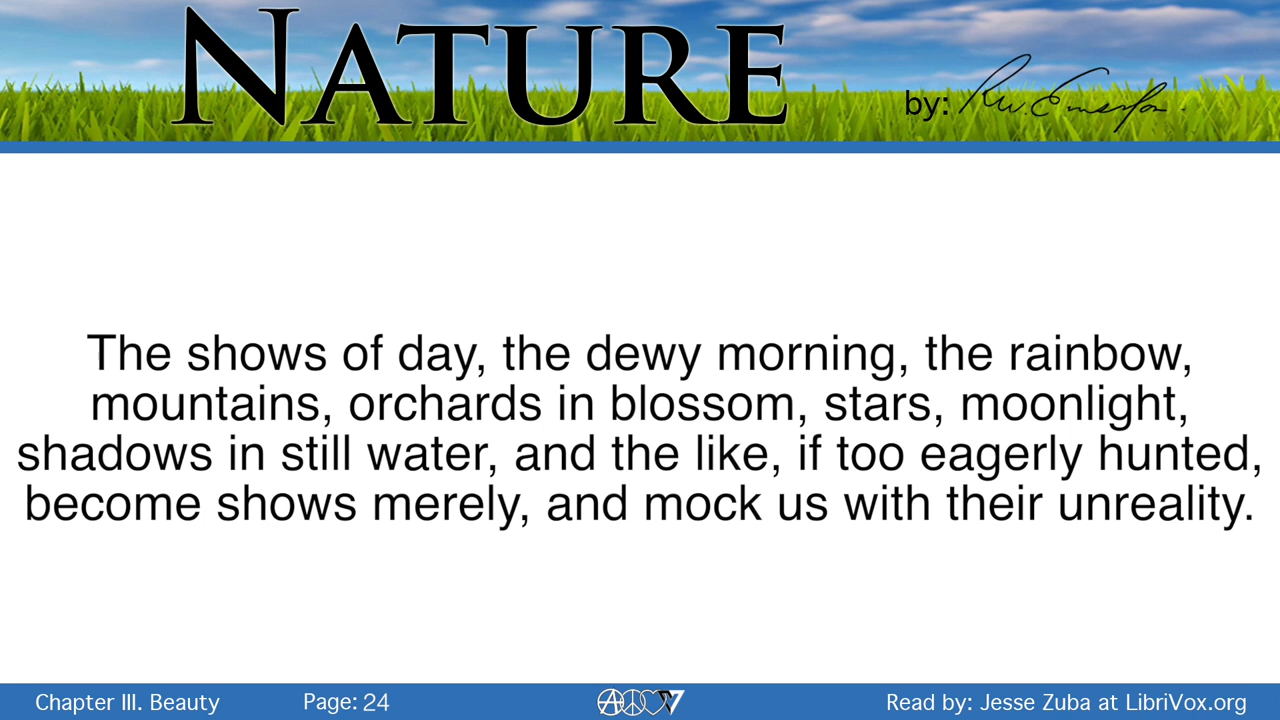 NATURE
by: R.W. Emerson.
The shows of day, the dewy morning, the rainbow,
mountains, orchards in blossom, stars, moonlight,
shadows in still water, and the like, if too eagerly hunted,
become shows merely, and mock us with their unreality.
Chapter III. Beauty Page: 24 Read by: Jesse Zuba at LibriVox.org